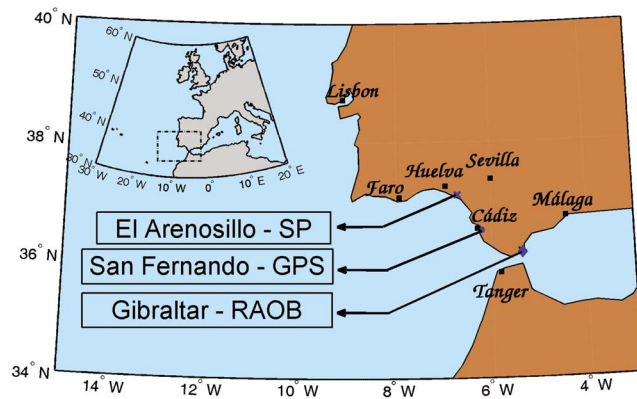 40° N
38° N
36° N
34° N
60° N
50° N
40° N
30° N
30° W
20° W
10° W
0°
10° E
20° E
Lisbon
Sevilla
Huelva
Faro
Málaga
Cádiz
El Arenosillo - SP
San Fernando - GPS
Gibraltar - RAOB
Tanger
14° W
12° W
10° W
8° W
6° W
4° W